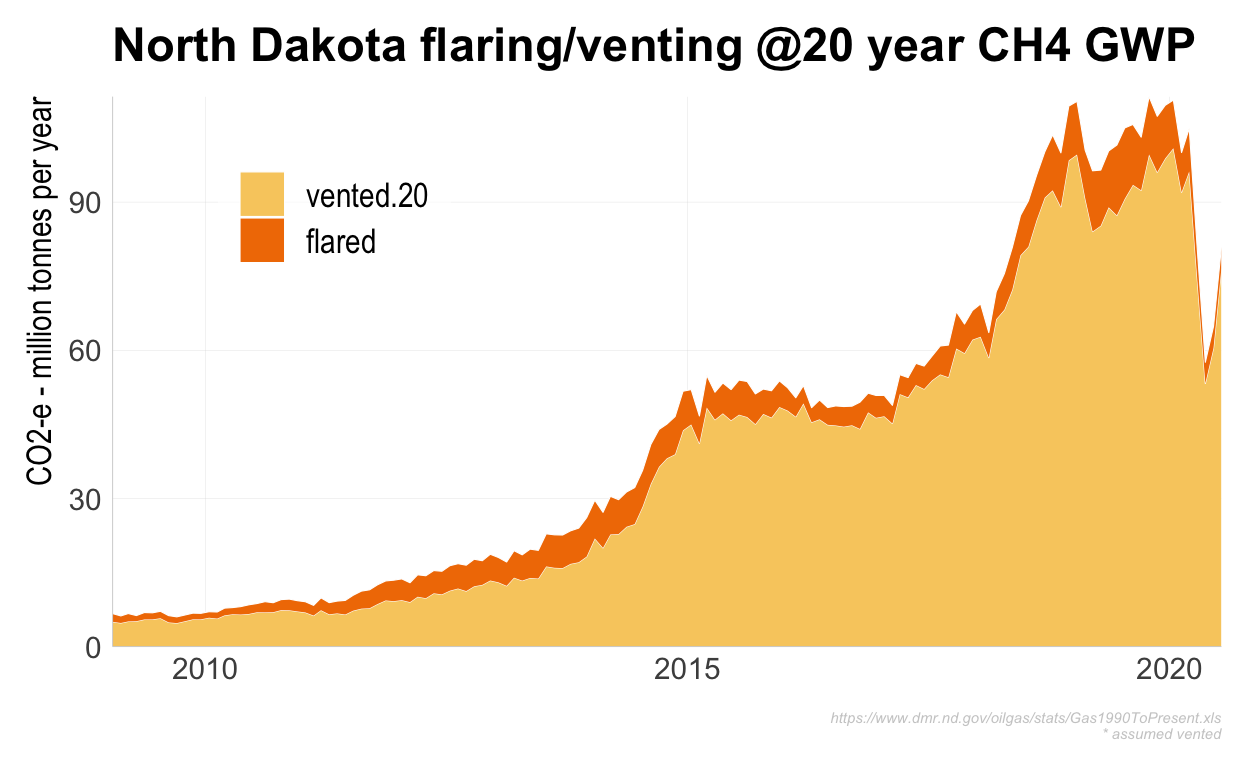 North Dakota flaring/venting @20 year CH4 GWP
CO2-e - million tonnes per year
vented.20
flared
90
60
30
0
2010
2015
2020
https://www.dmr.nd.gov/oilgas/stats/Gas1990ToPresent.xls
* assumed vented